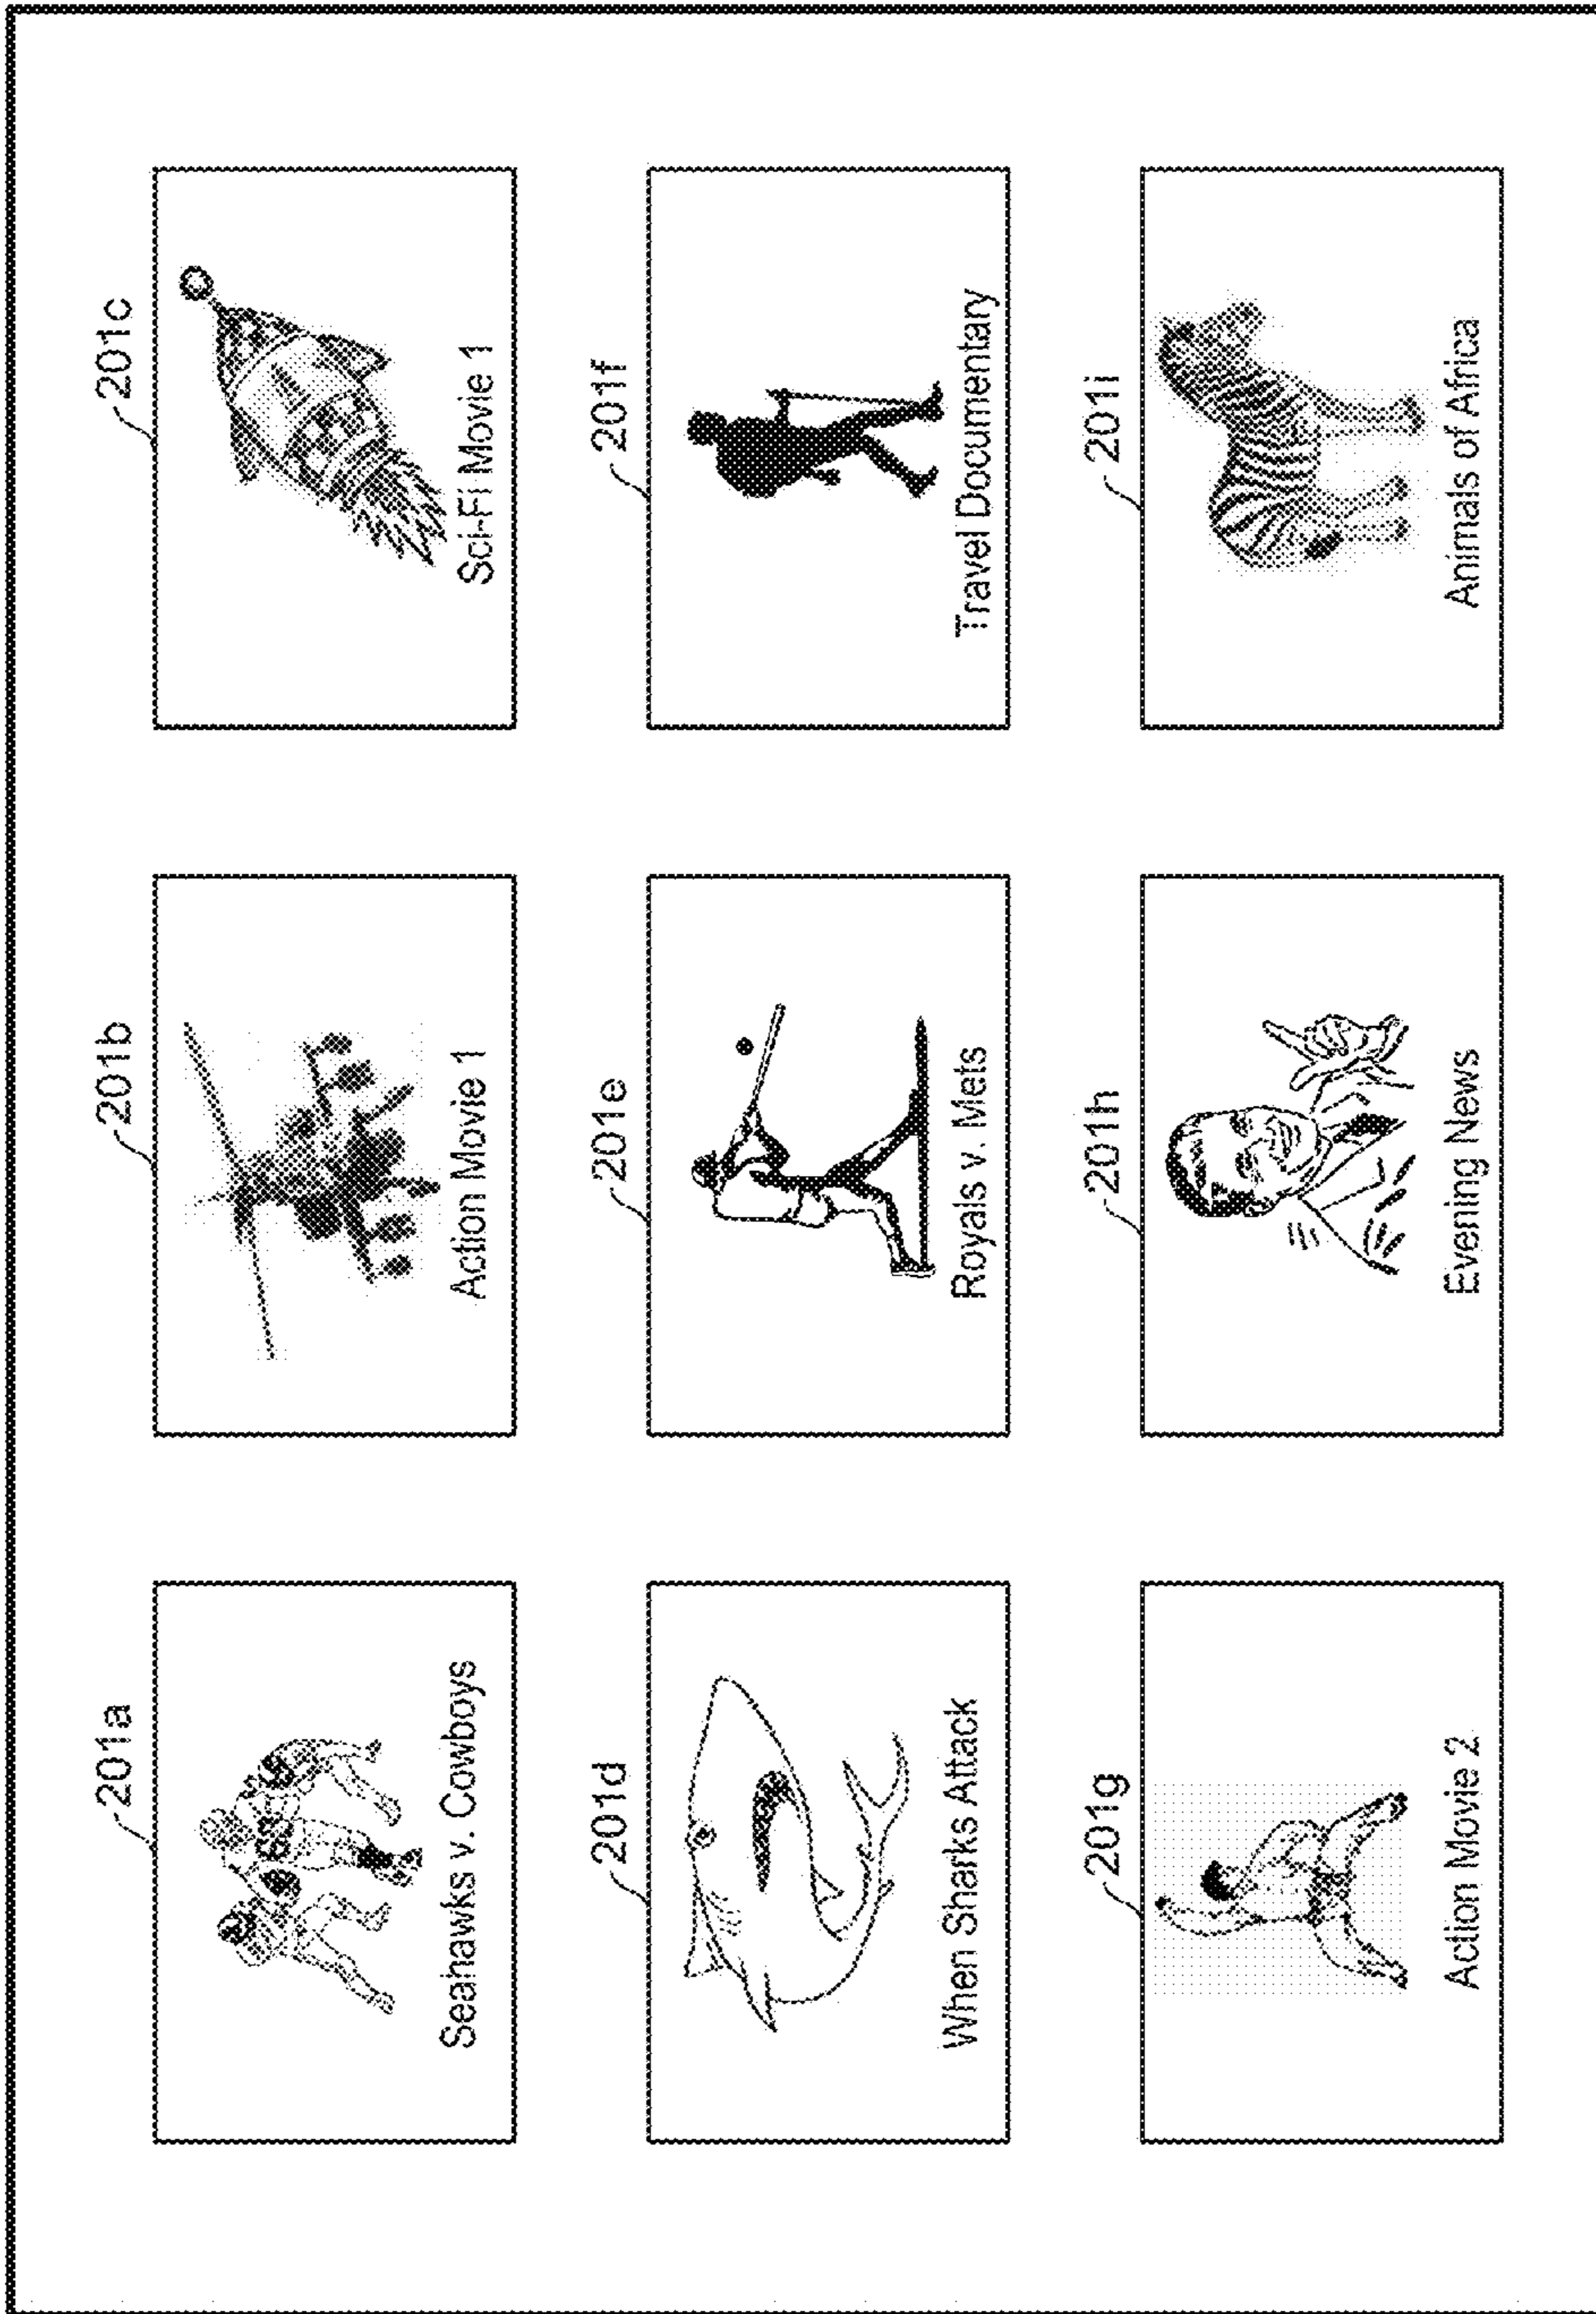 201a
Seahawks v. Cowboys
201b
Action Movie 1
201c
Sci-Fi Movie 1
201d
When Sharks Attack
201e
Royals v. Mets
201f
Travel Documentary
201g
Action Movie 2
201h
Evening News
201i
Animals of Africa